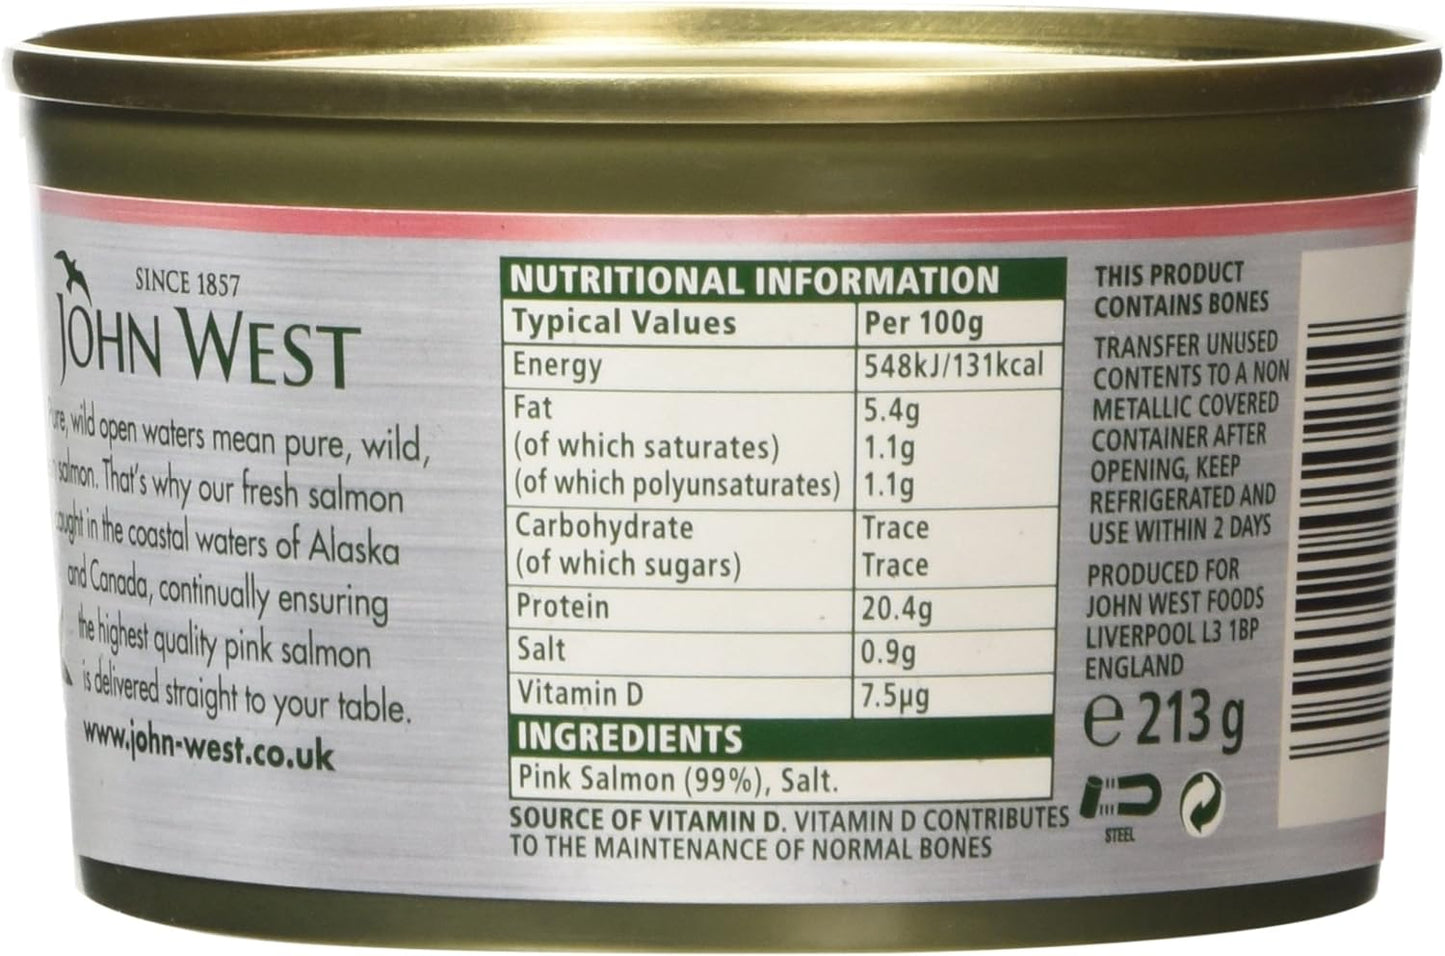 SINCE 1857
JOHN WEST
wild open waters mean pure, wild,
salmon. That's why our fresh salmon
in the coastal waters of Alaska
and Canada, continually ensuring
the highest quality pink salmon
is delivered straight to your table.
www.john-west.co.uk
NUTRITIONAL INFORMATION
Typical Values Per 100g
Energy 548kJ/131kcal
Fat 5.4g
(of which saturates) 1.1g
(of which polyunsaturates) 1.1g
Carbohydrate Trace
(of which sugars) Trace
Protein 20.4g
Salt 0.9g
Vitamin D 7.5µg
INGREDIENTS
Pink Salmon (99%), Salt.
SOURCE OF VITAMIN D. VITAMIN D CONTRIBUTES
TO THE MAINTENANCE OF NORMAL BONES
THIS PRODUCT
CONTAINS BONES
TRANSFER UNUSED
CONTENTS TO A NON
METALLIC COVERED
CONTAINER AFTER
OPENING, KEEP
REFRIGERATED AND
USE WITHIN 2 DAYS
PRODUCED FOR
JOHN WEST FOODS
LIVERPOOL L3 1BP
ENGLAND
e 213 g
STEEL